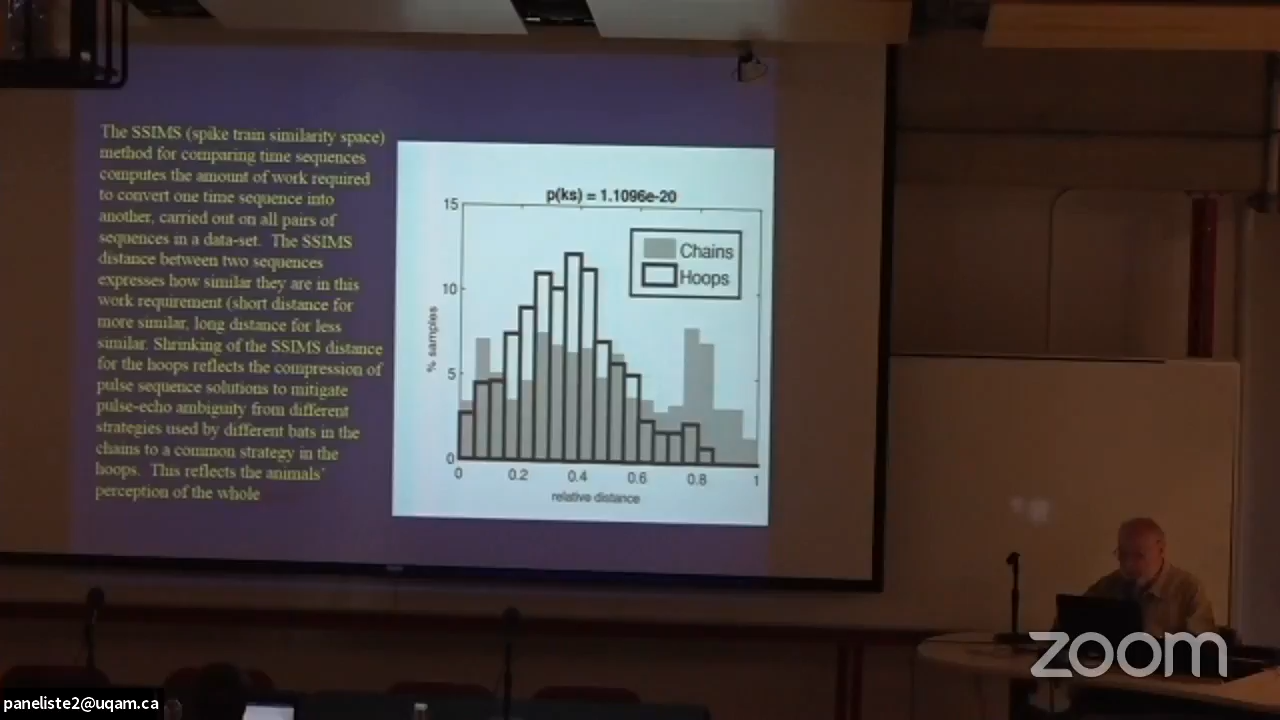 The SSIMS (spike train similarity space)
method for comparing time sequences
computes the amount of work required
to convert one time sequence into
another, carried out on all pairs of
sequences in a data-set. The SSIMS
distance between two sequences
expresses how similar they are in this
work requirement (short distance for
more similar, long distance for less
similar. Shrinking of the SSIMS distance
for the hoops reflects the compression of
pulse sequence solutions to mitigate
pulse-echo ambiguity from different
strategies used by different bats in the
chains to a common strategy in the
hoops. This reflects the animals'
perception of the whole
p(ks) = 1.1096e-20
Chains
Hoops
% samples
15
10
5
0
0 0.2 0.4 0.6 0.8 1
relative distance
zoom
paneliste2@uqam.ca